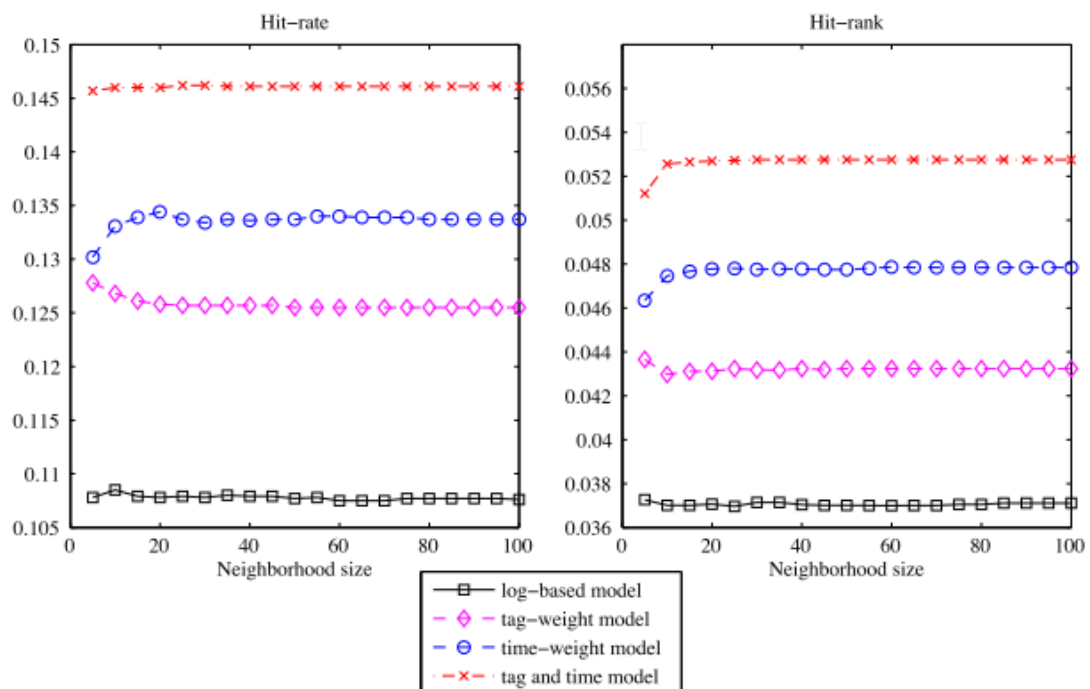 Hit-rate
0.15
0.145
0.14
0.135
0.13
0.125
0.12
0.115
0.11
0.105
0 20 40 60 80 100
Neighborhood size
Hit-rank
0.056
0.054
0.052
0.05
0.048
0.046
0.044
0.042
0.04
0.038
0.036
0 20 40 60 80 100
Neighborhood size
log-based model
tag-weight model
time-weight model
tag and time model